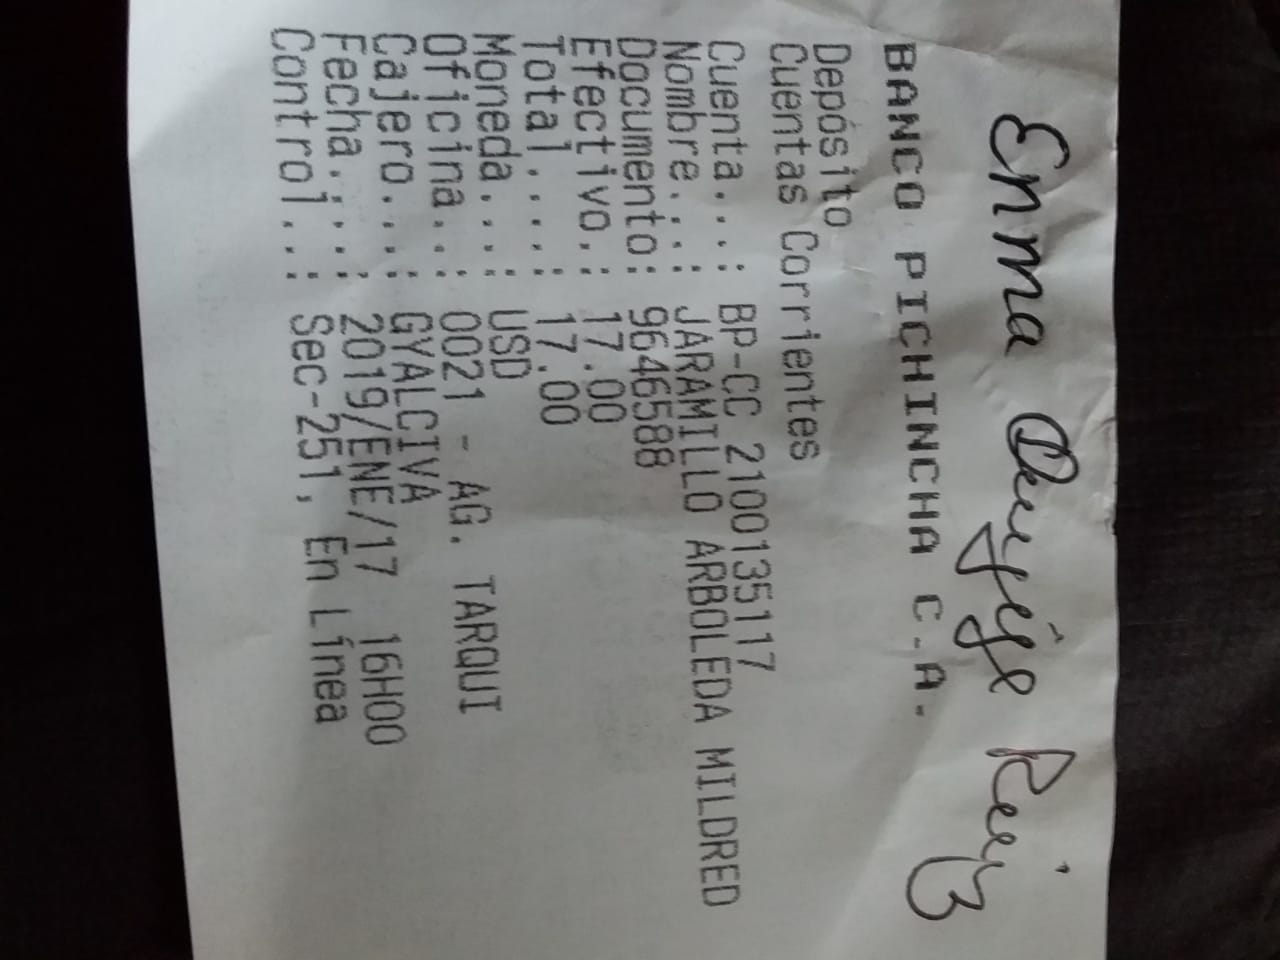 Enma Quijije Ruiz
BANCO PICHINCHA C.A.
Depósito
Cuentas Corrientes
Cuenta...: BP-CC 2100135117
Nombre...: JARAMILLO ARBOLEDA MILDRED
Documento: 9646588
Efectivo.: 17.00
Total....: 17.00
Moneda...: USD
Oficina..: 0021 - AG. TARQUI
Cajero...: GYALCIVA
Fecha....: 2019/ENE/17 16H00
Control..: Sec-251, En Línea